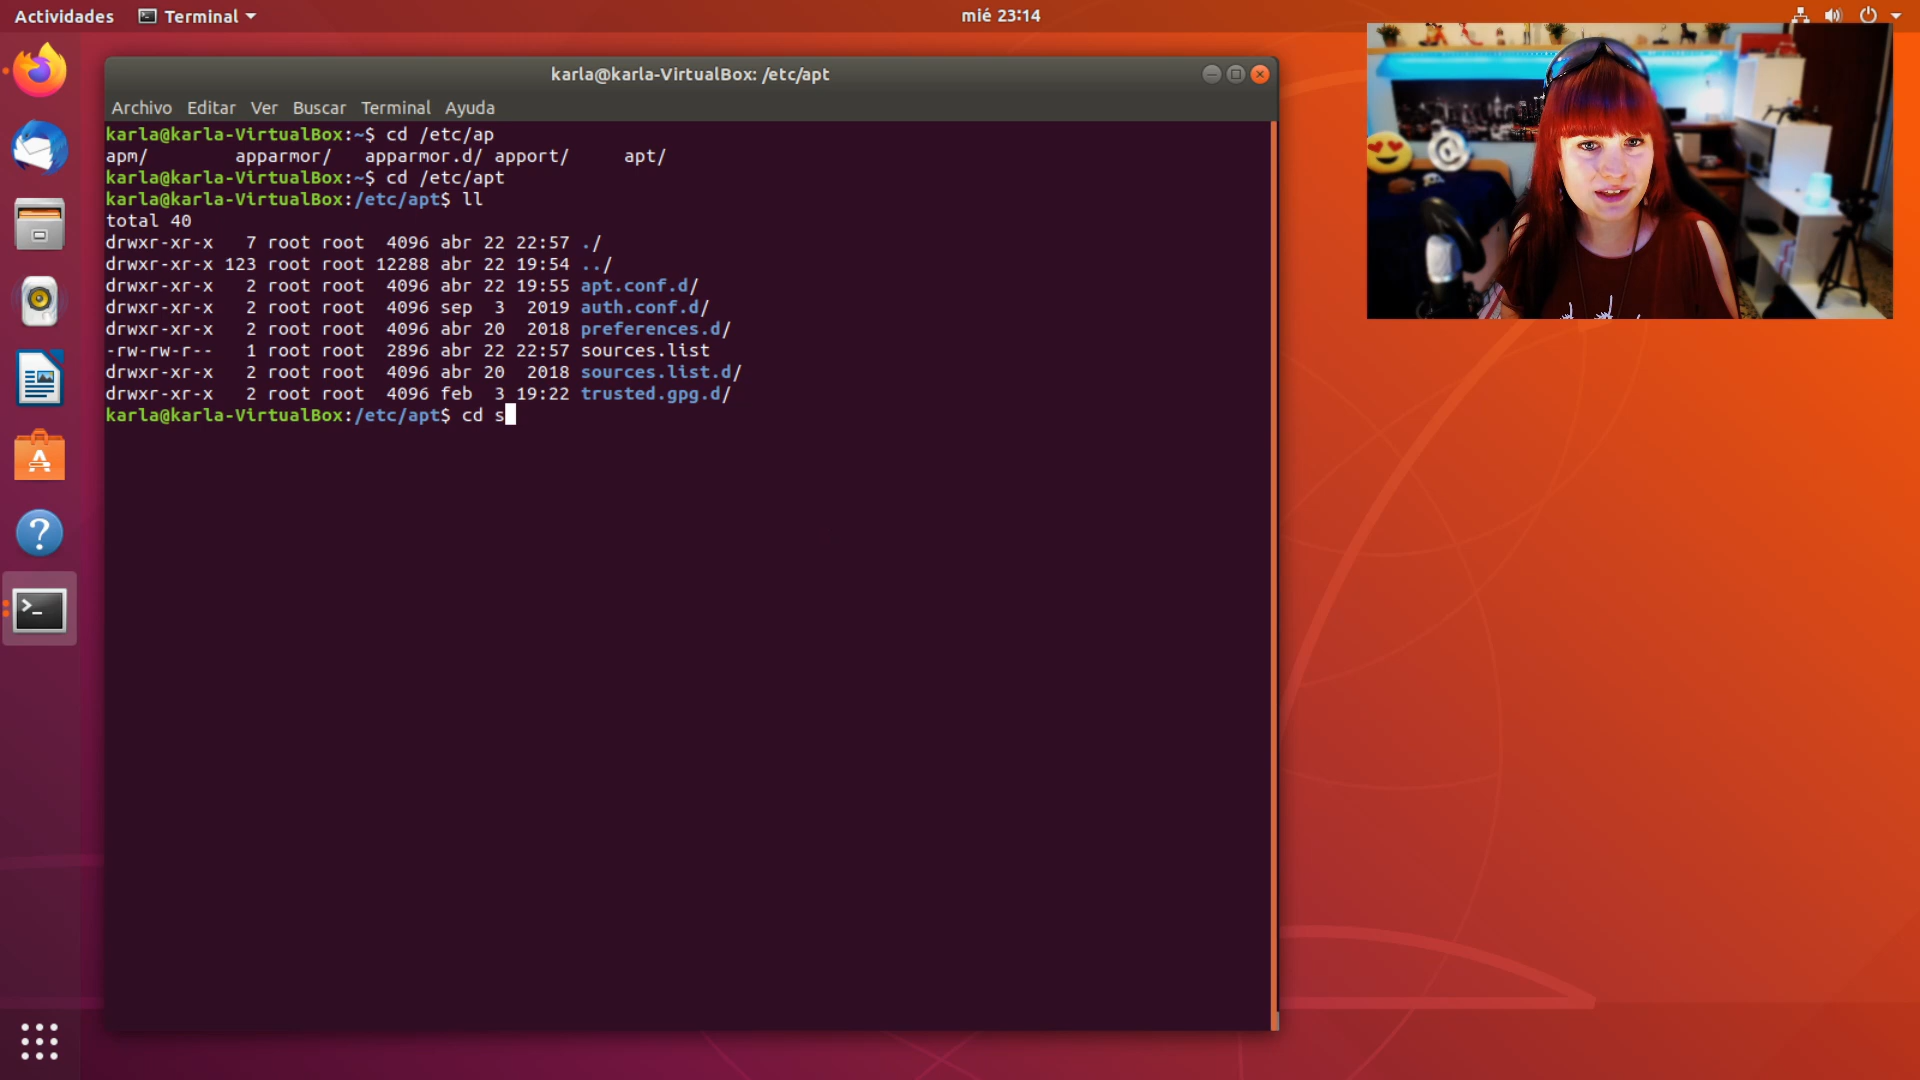 Actividades Terminal mié 23:14
karla@karla-VirtualBox: /etc/apt
Archivo Editar Ver Buscar Terminal Ayuda
karla@karla-VirtualBox:~$ cd /etc/ap
apm/ apparmor/ apparmor.d/ apport/ apt/
karla@karla-VirtualBox:~$ cd /etc/apt
karla@karla-VirtualBox:/etc/apt$ ll
total 40
drwxr-xr-x 7 root root 4096 abr 22 22:57 ./
drwxr-xr-x 123 root root 12288 abr 22 19:54 ../
drwxr-xr-x 2 root root 4096 abr 22 19:55 apt.conf.d/
drwxr-xr-x 2 root root 4096 sep 3 2019 auth.conf.d/
drwxr-xr-x 2 root root 4096 abr 20 2018 preferences.d/
-rw-rw-r-- 1 root root 2896 abr 22 22:57 sources.list
drwxr-xr-x 2 root root 4096 abr 20 2018 sources.list.d/
drwxr-xr-x 2 root root 4096 feb 3 19:22 trusted.gpg.d/
karla@karla-VirtualBox:/etc/apt$ cd s